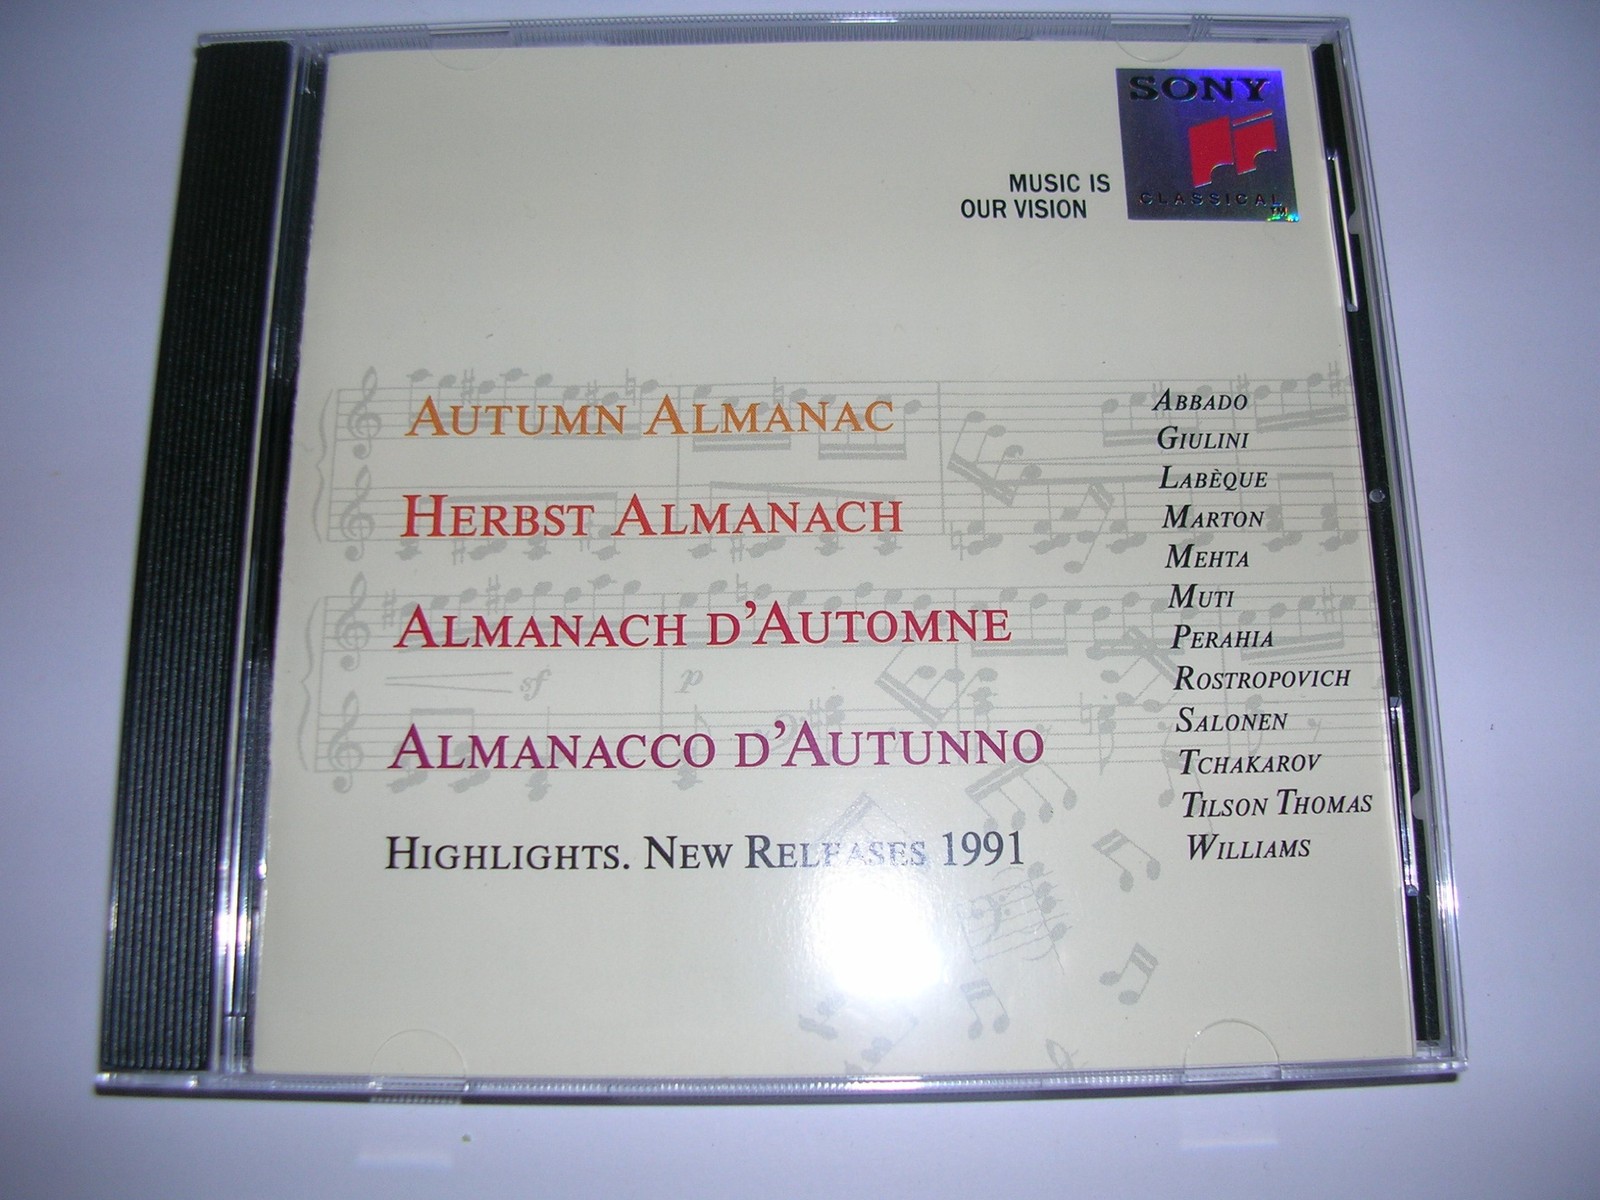 SONY
CLASSICAL™
MUSIC IS
OUR VISION
AUTUMN ALMANAC
HERBST ALMANACH
ALMANACH D'AUTOMNE
ALMANACCO D'AUTUNNO
HIGHLIGHTS. NEW RELEASES 1991
ABBADO
GIULINI
LABÈQUE
MARTON
MEHTA
MUTI
PERAHIA
ROSTROPOVICH
SALONEN
TCHAKAROV
TILSON THOMAS
WILLIAMS